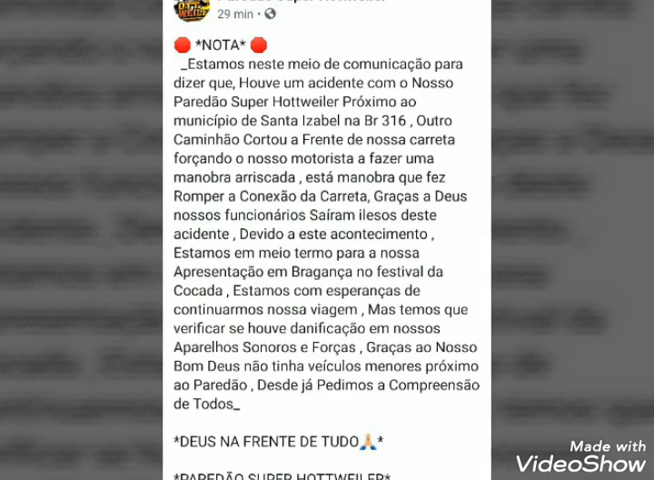 29 min •
🔴 *NOTA* 🔴
_Estamos neste meio de comunicação para
dizer que, Houve um acidente com o Nosso
Paredão Super Hottweiler Próximo ao
município de Santa Izabel na Br 316 , Outro
Caminhão Cortou a Frente de nossa carreta
forçando o nosso motorista a fazer uma
manobra arriscada , está manobra que fez
Romper a Conexão da Carreta, Graças a Deus
nossos funcionários Saíram ilesos deste
acidente , Devido a este acontecimento ,
Estamos em meio termo para a nossa
Apresentação em Bragança no festival da
Cocada , Estamos com esperanças de
continuarmos nossa viagem , Mas temos que
verificar se houve danificação em nossos
Aparelhos Sonoros e Forças , Graças ao Nosso
Bom Deus não tinha veículos menores próximo
ao Paredão , Desde já Pedimos a Compreensão
de Todos_
*DEUS NA FRENTE DE TUDO🙏*
*PAREDÃO SUPER HOTTWEILER*
Made with
VideoShow